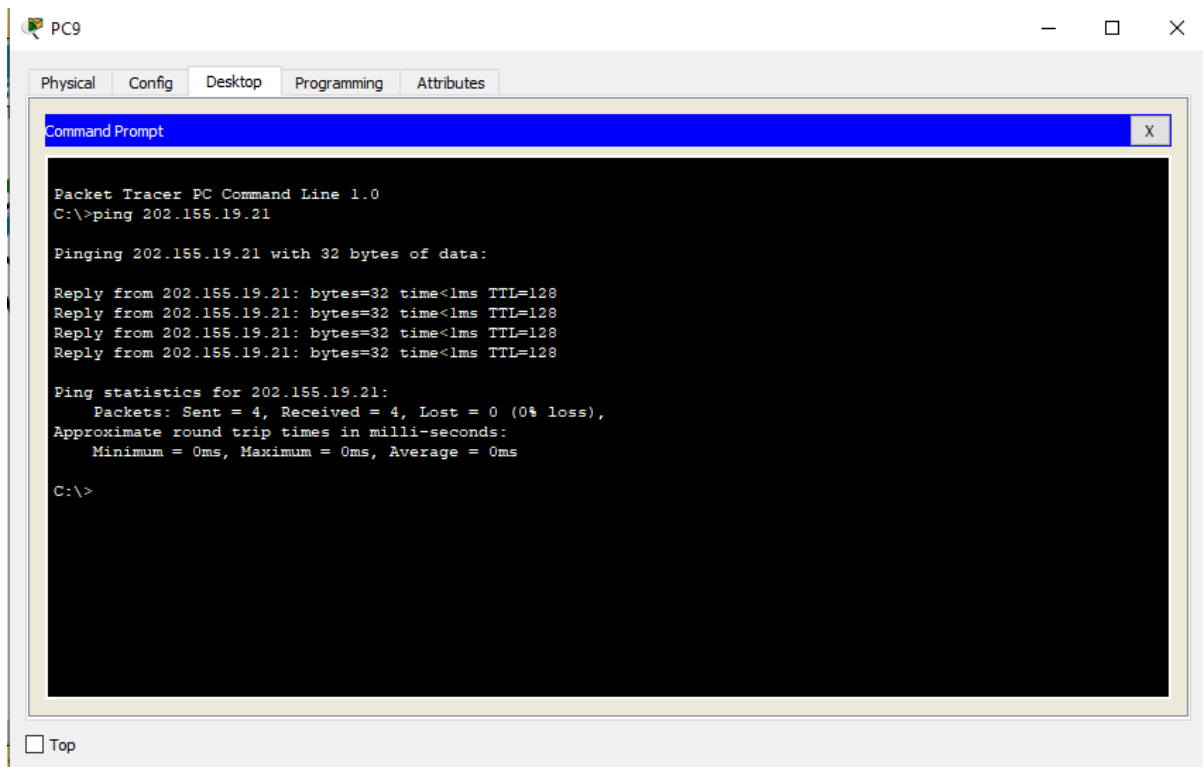 PC9
Physical Config Desktop Programming Attributes
Command Prompt X
Packet Tracer PC Command Line 1.0
C:\>ping 202.155.19.21
Pinging 202.155.19.21 with 32 bytes of data:
Reply from 202.155.19.21: bytes=32 time<1ms TTL=128
Reply from 202.155.19.21: bytes=32 time<1ms TTL=128
Reply from 202.155.19.21: bytes=32 time<1ms TTL=128
Reply from 202.155.19.21: bytes=32 time<1ms TTL=128
Ping statistics for 202.155.19.21:
Packets: Sent = 4, Received = 4, Lost = 0 (0% loss),
Approximate round trip times in milli-seconds:
Minimum = 0ms, Maximum = 0ms, Average = 0ms
C:\>
Top